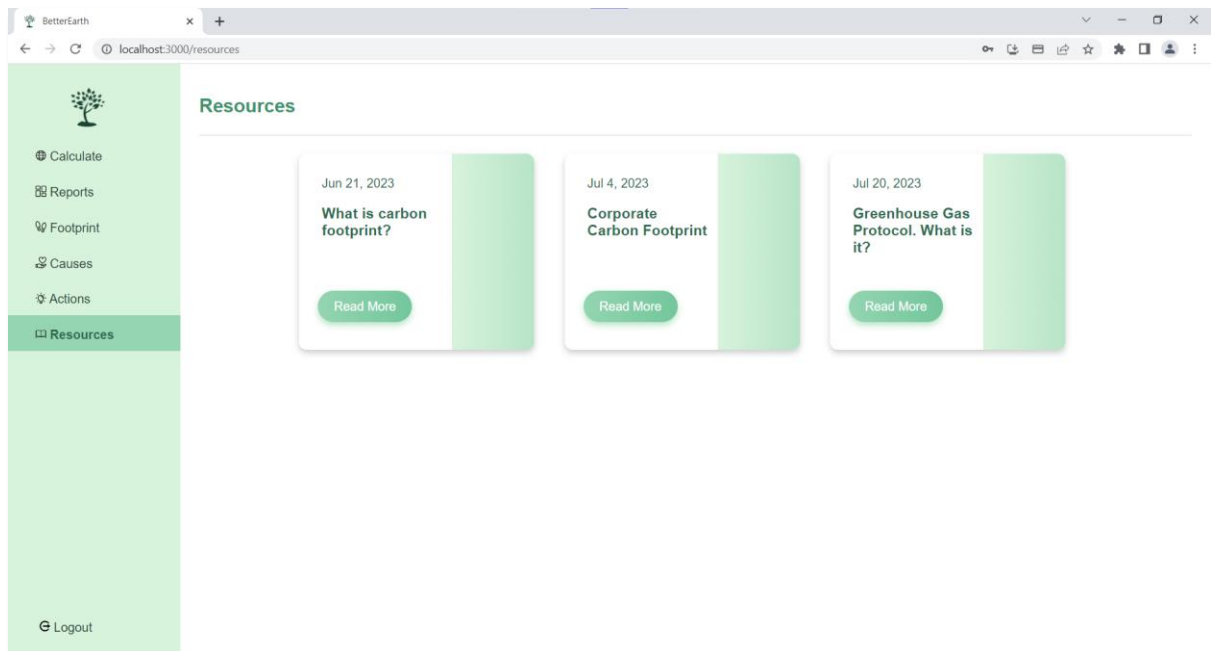 BetterEarth
localhost:3000/resources
Resources
Calculate
Reports
Footprint
Causes
Actions
Resources
Logout
Jun 21, 2023
What is carbon
footprint?
Read More
Jul 4, 2023
Corporate
Carbon Footprint
Read More
Jul 20, 2023
Greenhouse Gas
Protocol. What is
it?
Read More